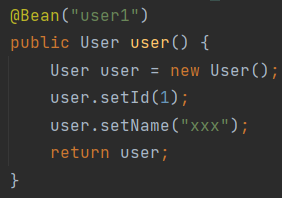 @Bean("user1")
public User user() {
    User user = new User();
    user.setId(1);
    user.setName("xxx");
    return user;
}